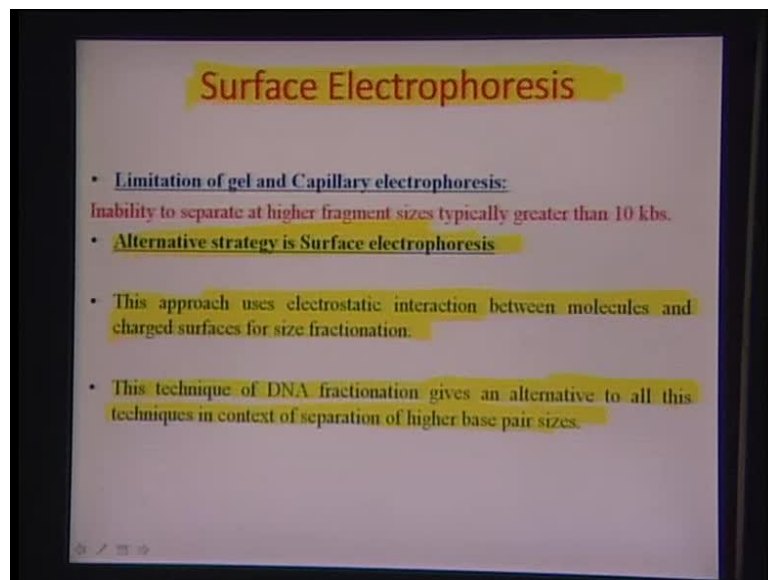 Surface Electrophoresis
• Limitation of gel and Capillary electrophoresis:
Inability to separate at higher fragment sizes typically greater than 10 kbs.
• Alternative strategy is Surface electrophoresis
• This approach uses electrostatic interaction between molecules and
charged surfaces for size fractionation.
• This technique of DNA fractionation gives an alternative to all this
techniques in context of separation of higher base pair sizes.